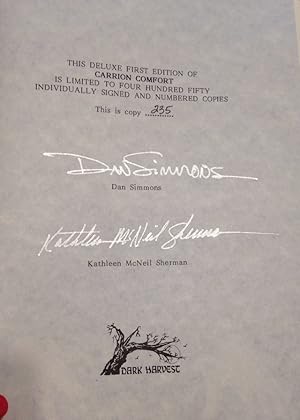 THIS DELUXE FIRST EDITION OF
CARRION COMFORT
IS LIMITED TO FOUR HUNDRED FIFTY
INDIVIDUALLY SIGNED AND NUMBERED COPIES
This is copy 235
Dan Simmons
Dan Simmons
Kathleen McNeil Sherman
Kathleen McNeil Sherman
DARK HARVEST